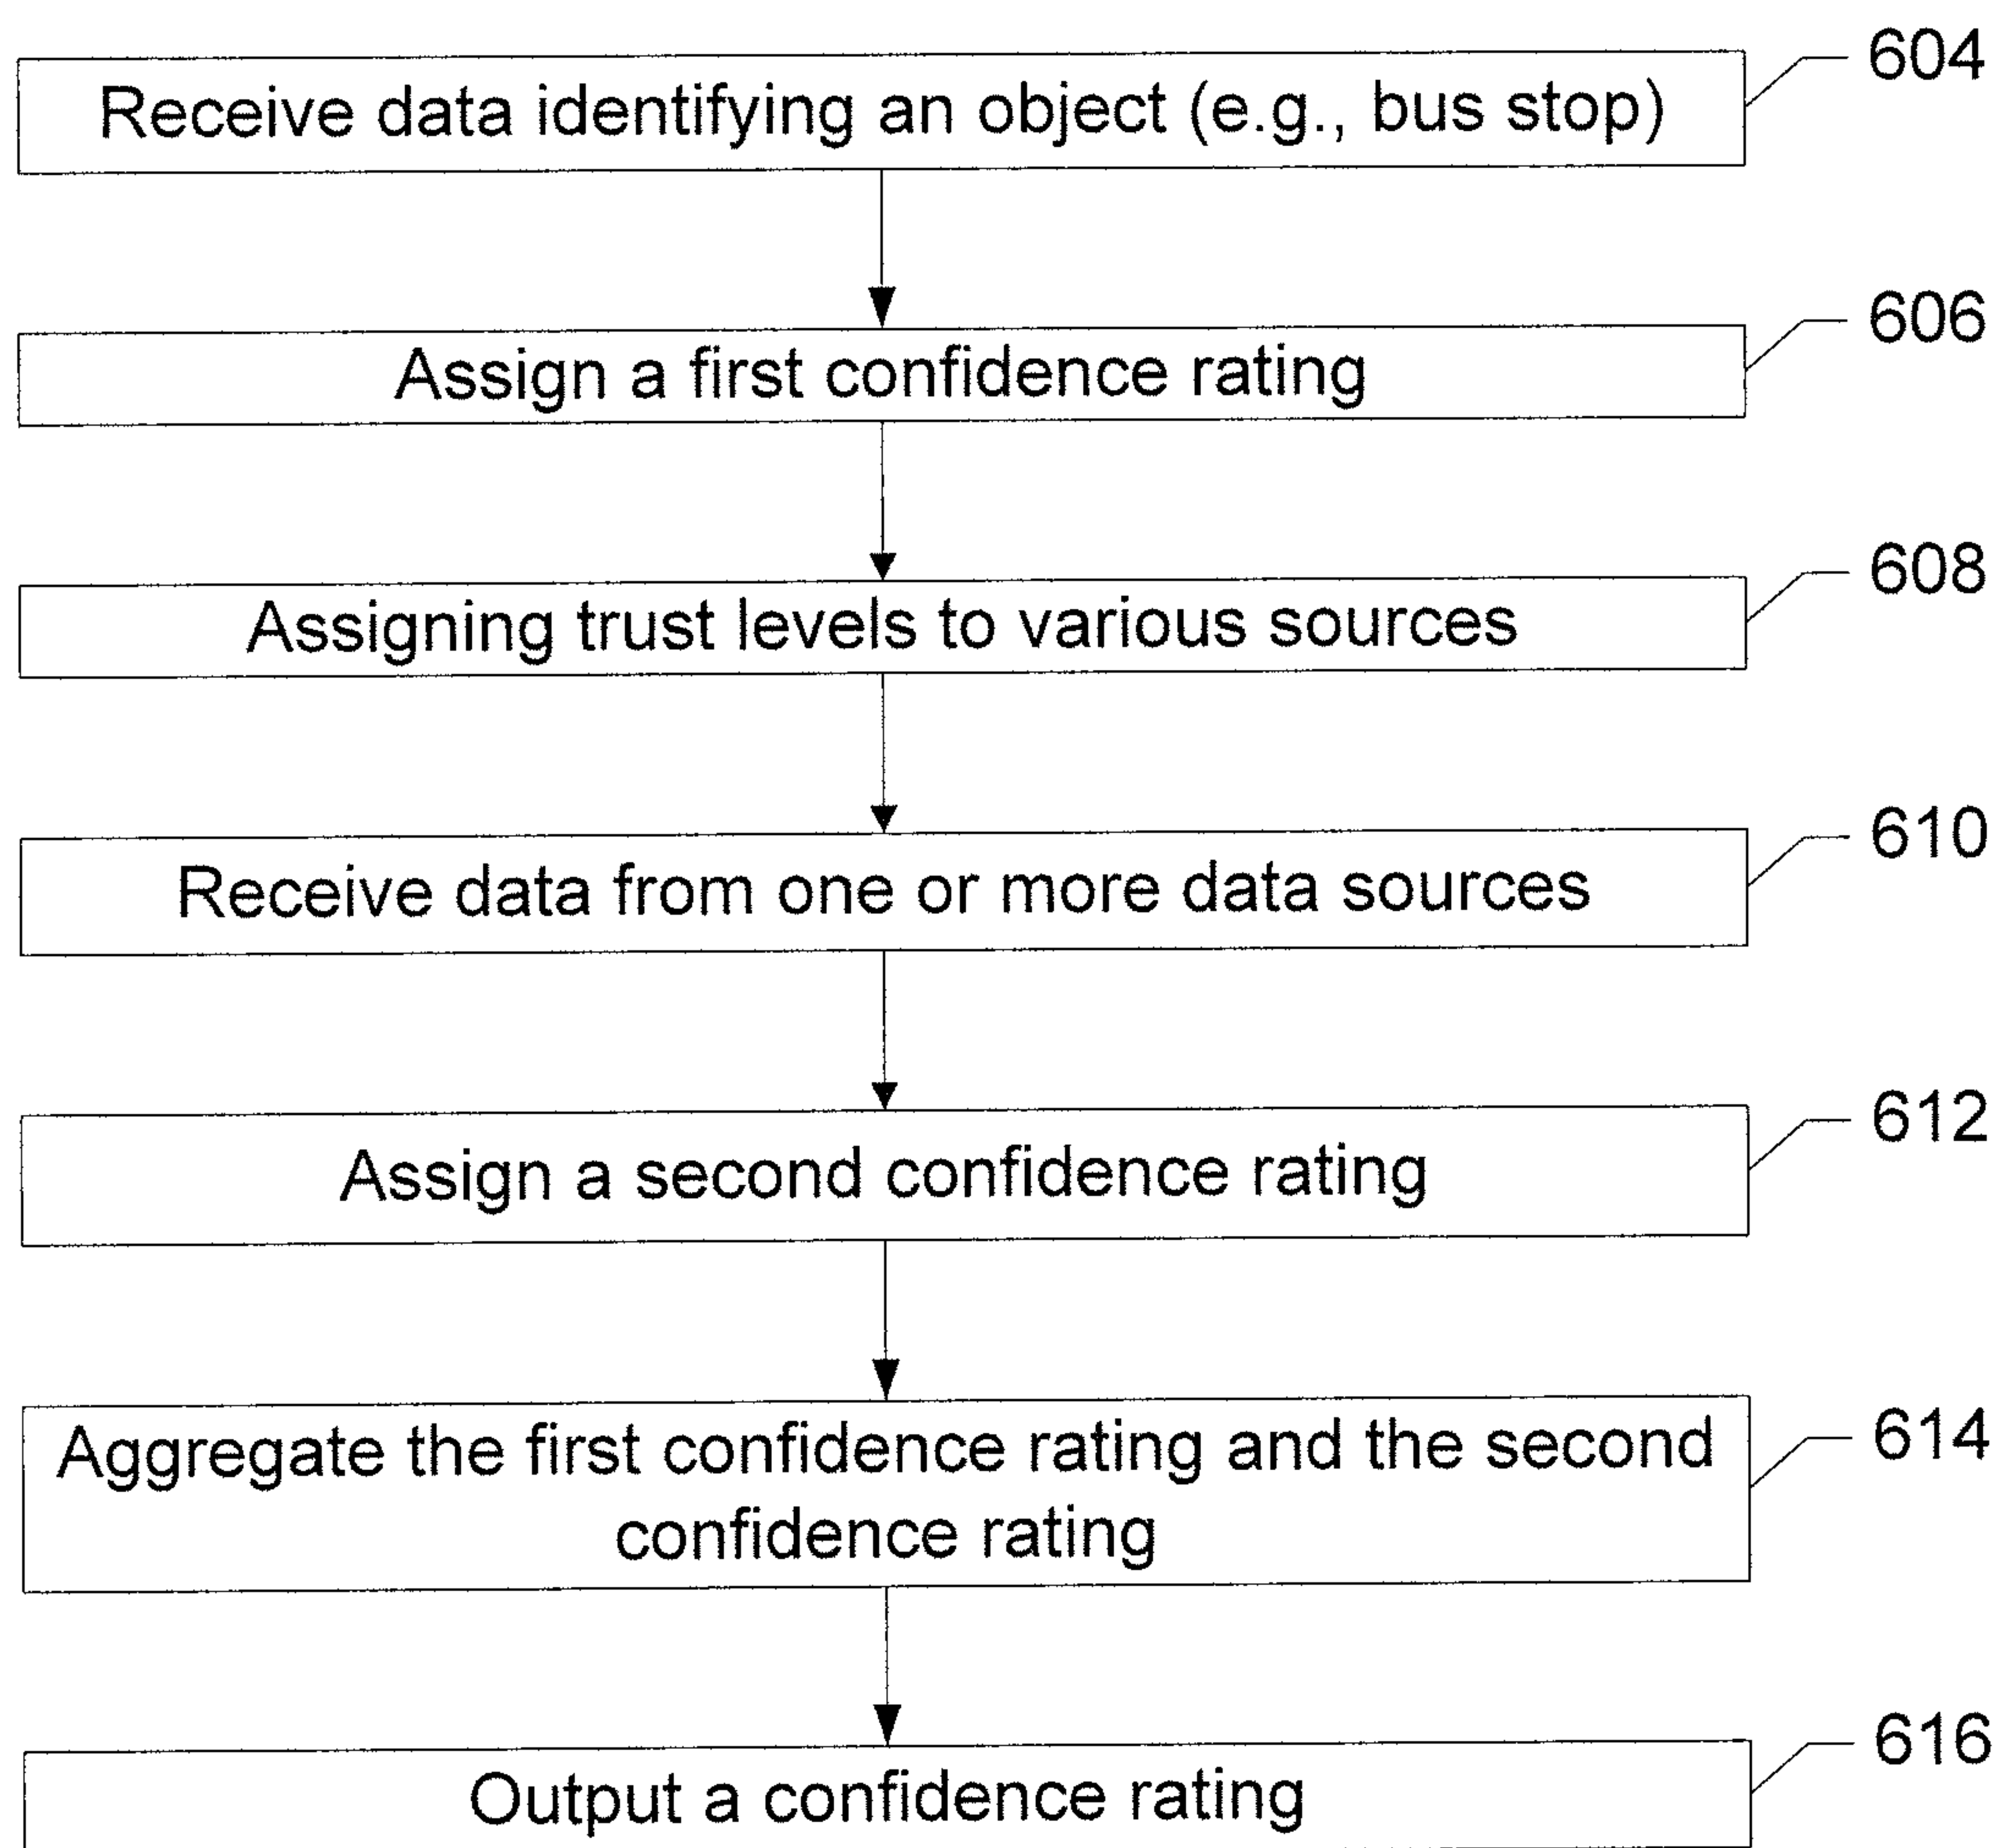 604
Receive data identifying an object (e.g., bus stop)
606
Assign a first confidence rating
608
Assigning trust levels to various sources
610
Receive data from one or more data sources
612
Assign a second confidence rating
614
Aggregate the first confidence rating and the second
confidence rating
616
Output a confidence rating